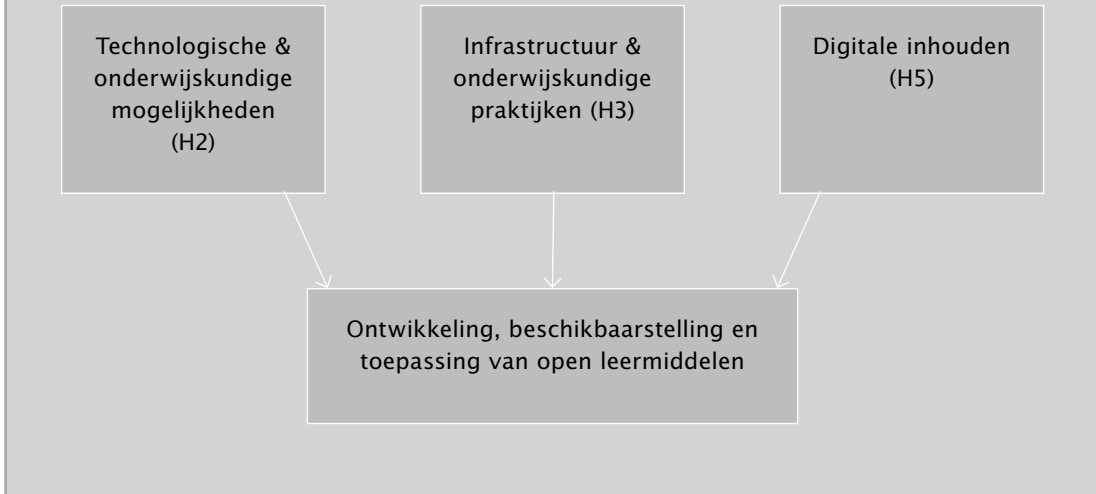 Technologische &
onderwijskundige
mogelijkheden
(H2)
Infrastructuur &
onderwijskundige
praktijken (H3)
Digitale inhouden
(H5)
Ontwikkeling, beschikbaarstelling en
toepassing van open leermiddelen